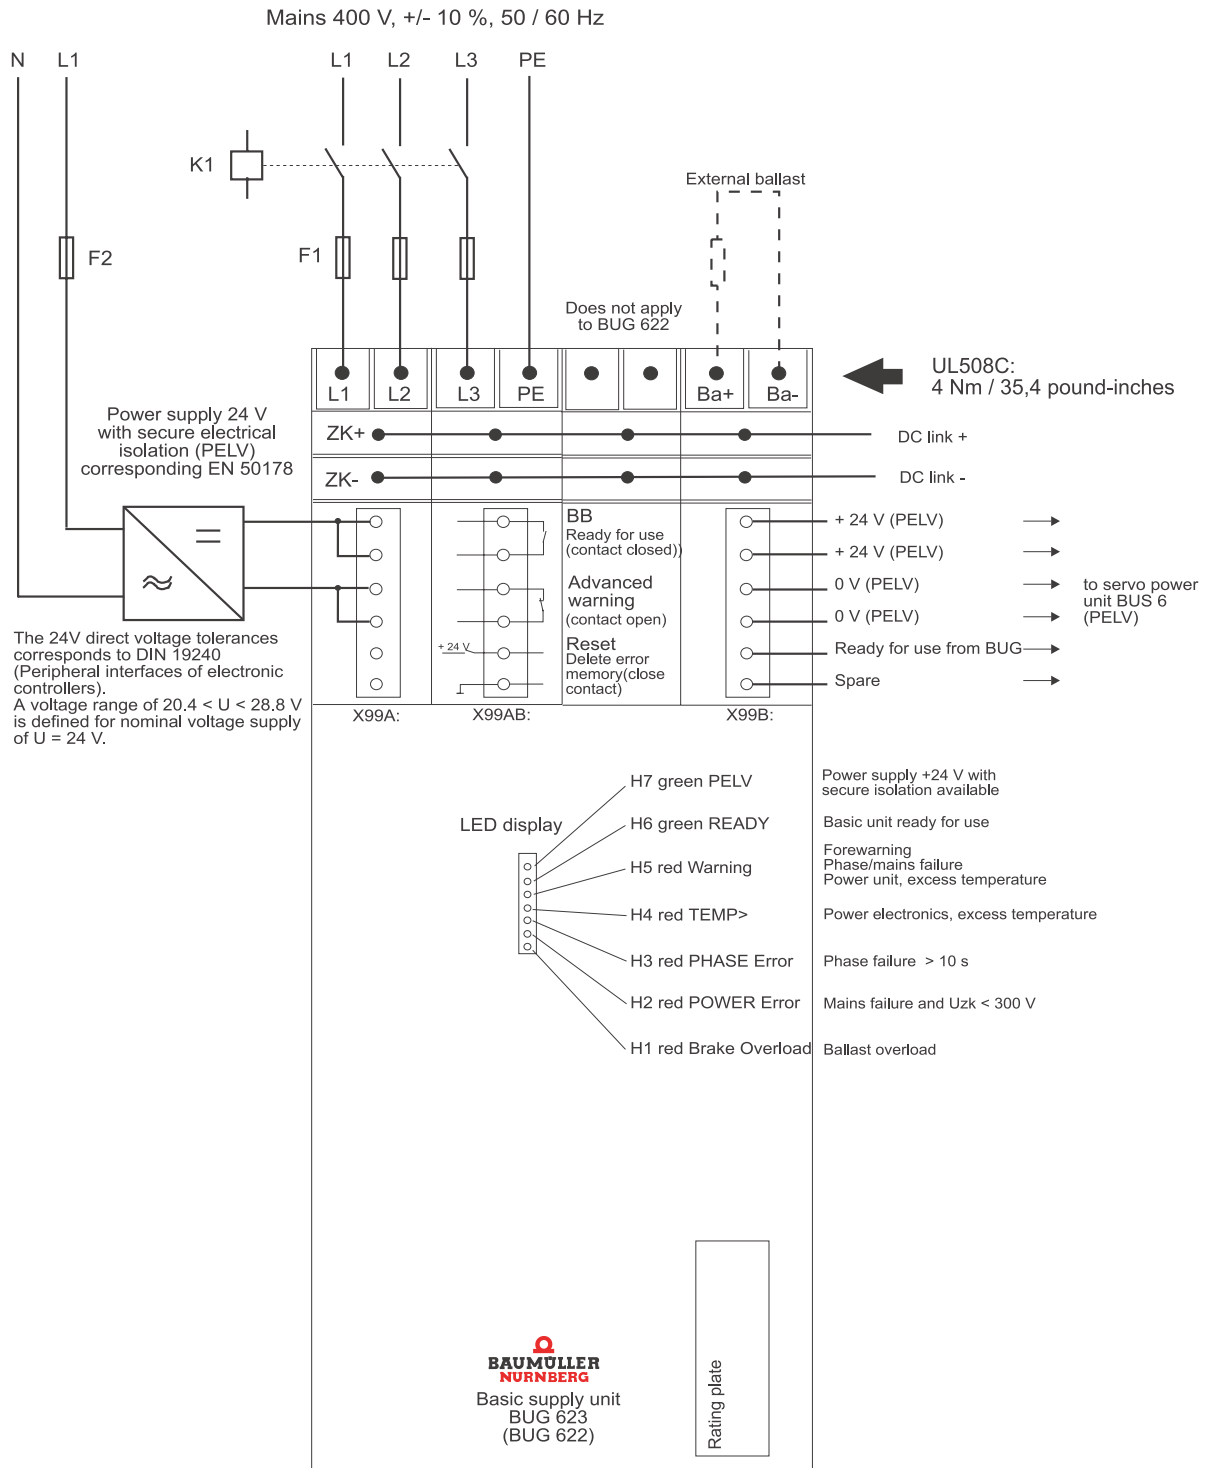 Mains 400 V, +/- 10 %, 50 / 60 Hz
N L1 L1 L2 L3 PE
K1
External ballast
F2
F1
Does not apply
to BUG 622
L1 L2 L3 PE Ba+ Ba-
UL508C:
4 Nm / 35,4 pound-inches
Power supply 24 V
with secure electrical
isolation (PELV)
corresponding EN 50178
ZK+
DC link +
ZK-
DC link -
BB
Ready for use
(contact closed))
Advanced
warning
(contact open)
Reset
Delete error
memory(close
contact)
+ 24 V
+ 24 V (PELV)
+ 24 V (PELV)
0 V (PELV)
0 V (PELV)
Ready for use from BUG
Spare
to servo power
unit BUS 6
(PELV)
The 24V direct voltage tolerances
corresponds to DIN 19240
(Peripheral interfaces of electronic
controllers).
A voltage range of 20.4 < U < 28.8 V
is defined for nominal voltage supply
of U = 24 V.
X99A: X99AB: X99B:
LED display
H7 green PELV
Power supply +24 V with
secure isolation available
H6 green READY
Basic unit ready for use
H5 red Warning
Forewarning
Phase/mains failure
Power unit, excess temperature
H4 red TEMP>
Power electronics, excess temperature
H3 red PHASE Error
Phase failure > 10 s
H2 red POWER Error
Mains failure and Uzk < 300 V
H1 red Brake Overload
Ballast overload
BAUMÜLLER
NÜRNBERG
Basic supply unit
BUG 623
(BUG 622)
Rating plate